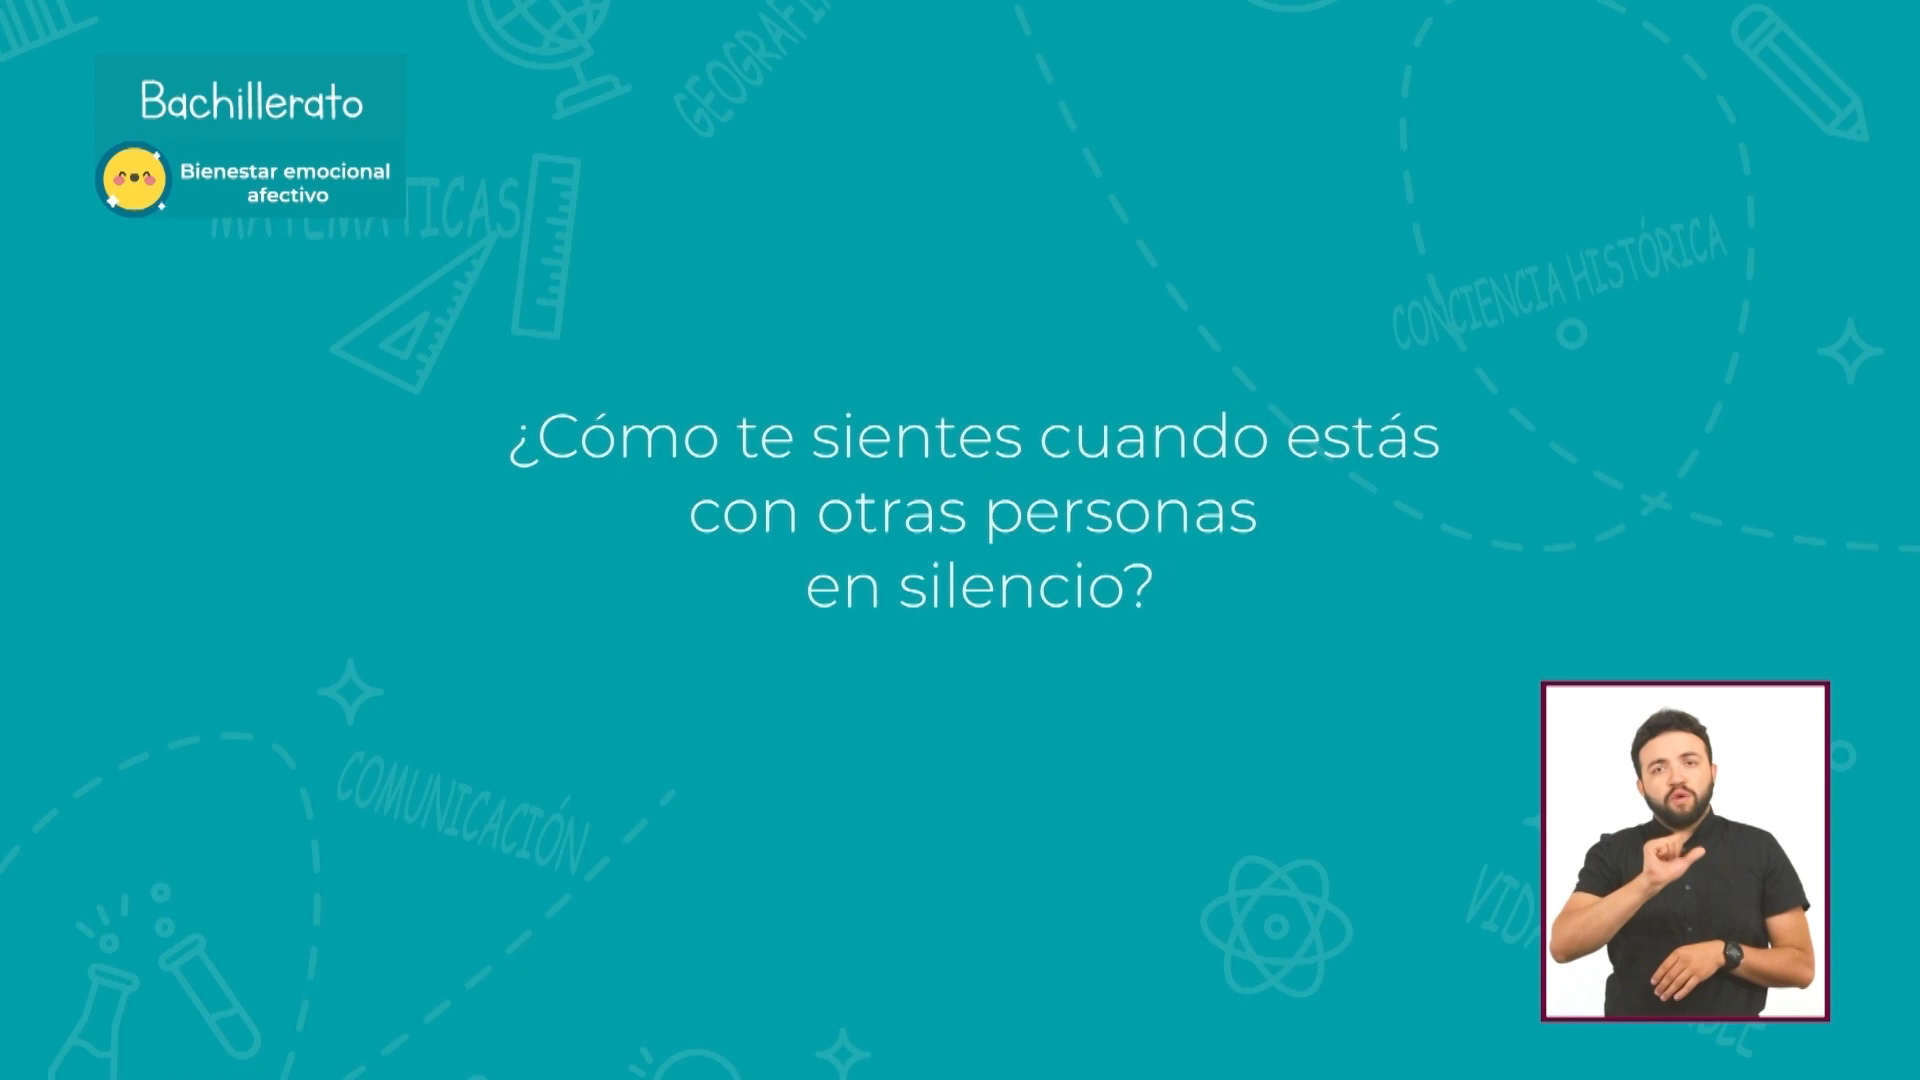 GEOGRAFÍ
Bachillerato
Bienestar emocional
afectivo
MATEMÁTICAS
CONCIENCIA HISTÓRICA
¿Cómo te sientes cuando estás
con otras personas
en silencio?
COMUNICACIÓN
VIDA